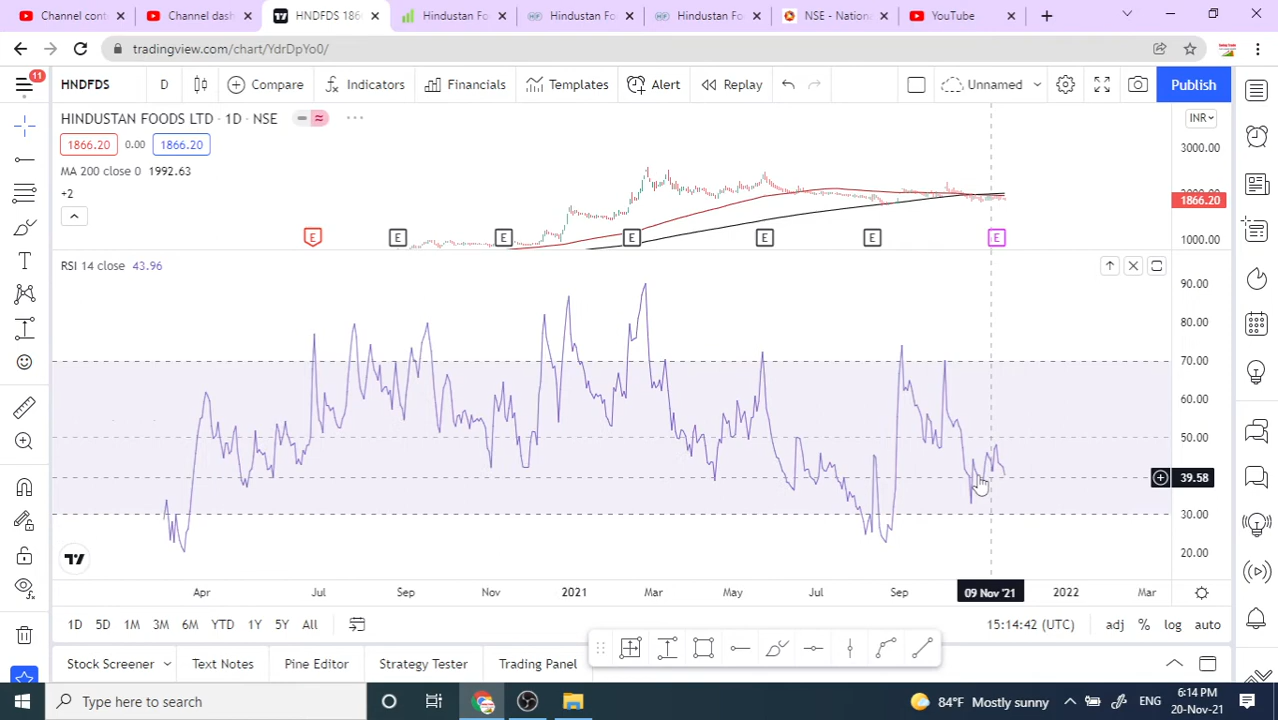 Channel cont
Channel dash
HNDFDS 186
Hindustan Fo
Hindustan Fo
Hindustan Fo
NSE - Nation
YouTube
tradingview.com/chart/YdrDpYo0/
11
HNDFDS
D
Compare
Indicators
Financials
Templates
Alert
Replay
Unnamed
Publish
HINDUSTAN FOODS LTD · 1D · NSE
INR
1866.20
0.00
1866.20
3000.00
MA 200 close 0 1992.63
+2
1866.20
1000.00
E
E
E
E
E
E
E
RSI 14 close 43.96
90.00
80.00
70.00
60.00
50.00
39.58
30.00
20.00
Apr
Jul
Sep
Nov
2021
Mar
May
Jul
Sep
09 Nov '21
2022
Mar
1D
5D
1M
3M
6M
YTD
1Y
5Y
All
15:14:42 (UTC)
adj
%
log
auto
Stock Screener
Text Notes
Pine Editor
Strategy Tester
Trading Panel
Type here to search
84°F Mostly sunny
ENG
6:14 PM
20-Nov-21